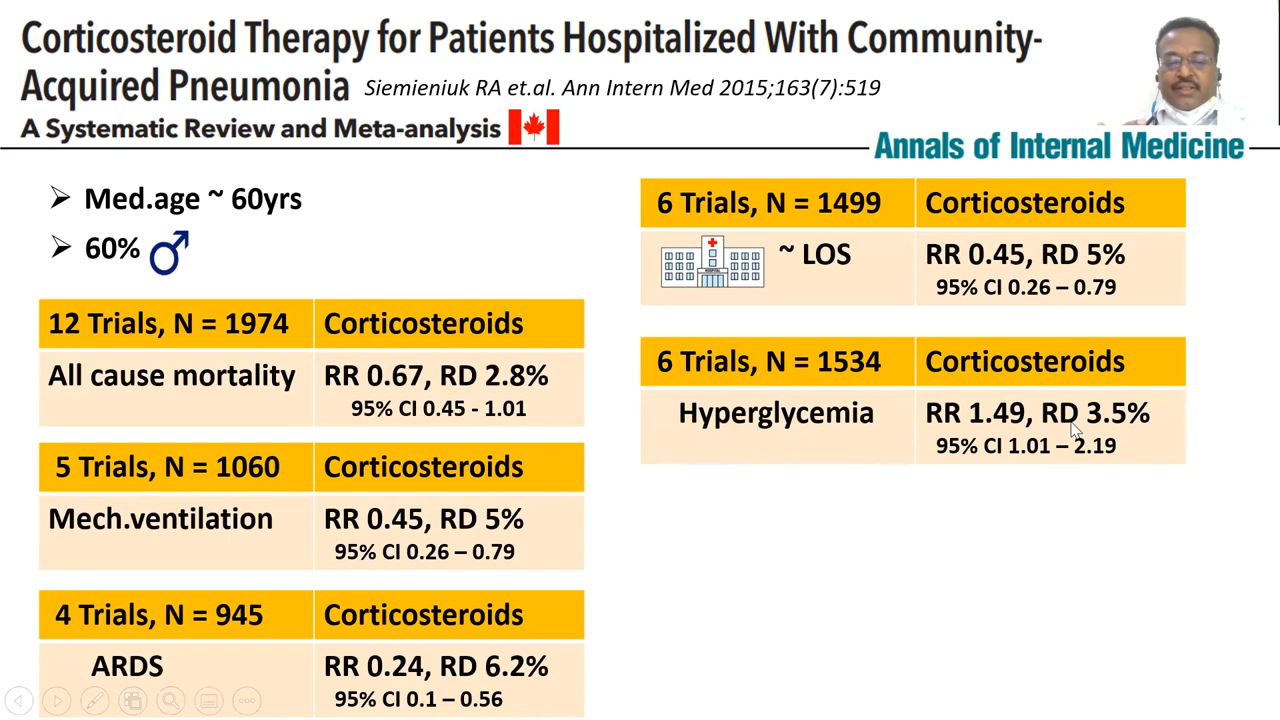 Corticosteroid Therapy for Patients Hospitalized With Community-
Acquired Pneumonia Siemieniuk RA et.al. Ann Intern Med 2015;163(7):519
A Systematic Review and Meta-analysis
Annals of Internal Medicine
➢ Med.age ~ 60yrs
➢ 60% ♂
12 Trials, N = 1974 Corticosteroids
All cause mortality RR 0.67, RD 2.8%
95% CI 0.45 - 1.01
5 Trials, N = 1060 Corticosteroids
Mech.ventilation RR 0.45, RD 5%
95% CI 0.26 – 0.79
4 Trials, N = 945 Corticosteroids
ARDS RR 0.24, RD 6.2%
95% CI 0.1 – 0.56
6 Trials, N = 1499 Corticosteroids
HOSPITAL ~ LOS RR 0.45, RD 5%
95% CI 0.26 – 0.79
6 Trials, N = 1534 Corticosteroids
Hyperglycemia RR 1.49, RD 3.5%
95% CI 1.01 – 2.19